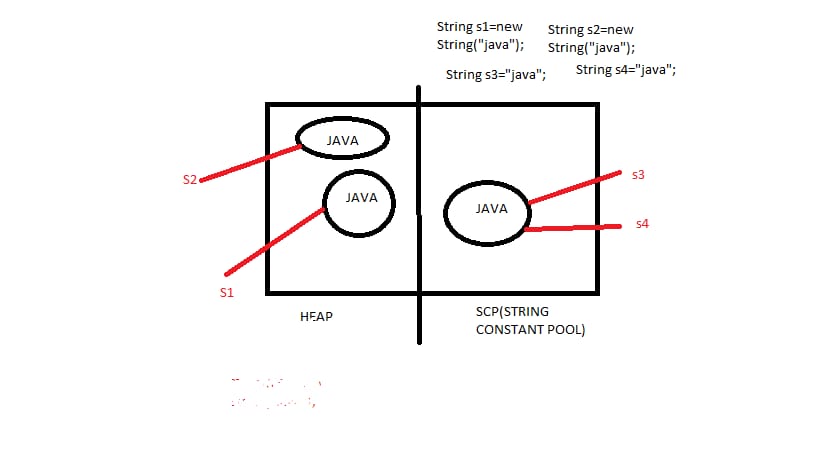 String s1=new
String("java");
String s2=new
String("java");
String s3="java";
String s4="java";
JAVA
S2
JAVA
JAVA
s3
s4
S1
HEAP
SCP(STRING
CONSTANT POOL)